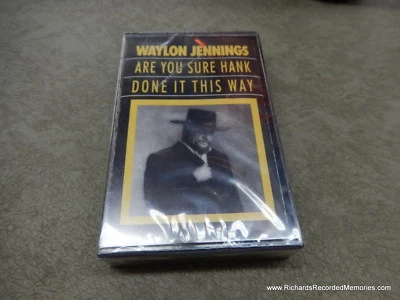 WAYLON JENNINGS
ARE YOU SURE HANK
DONE IT THIS WAY
www.RichardsRecordedMemories.com